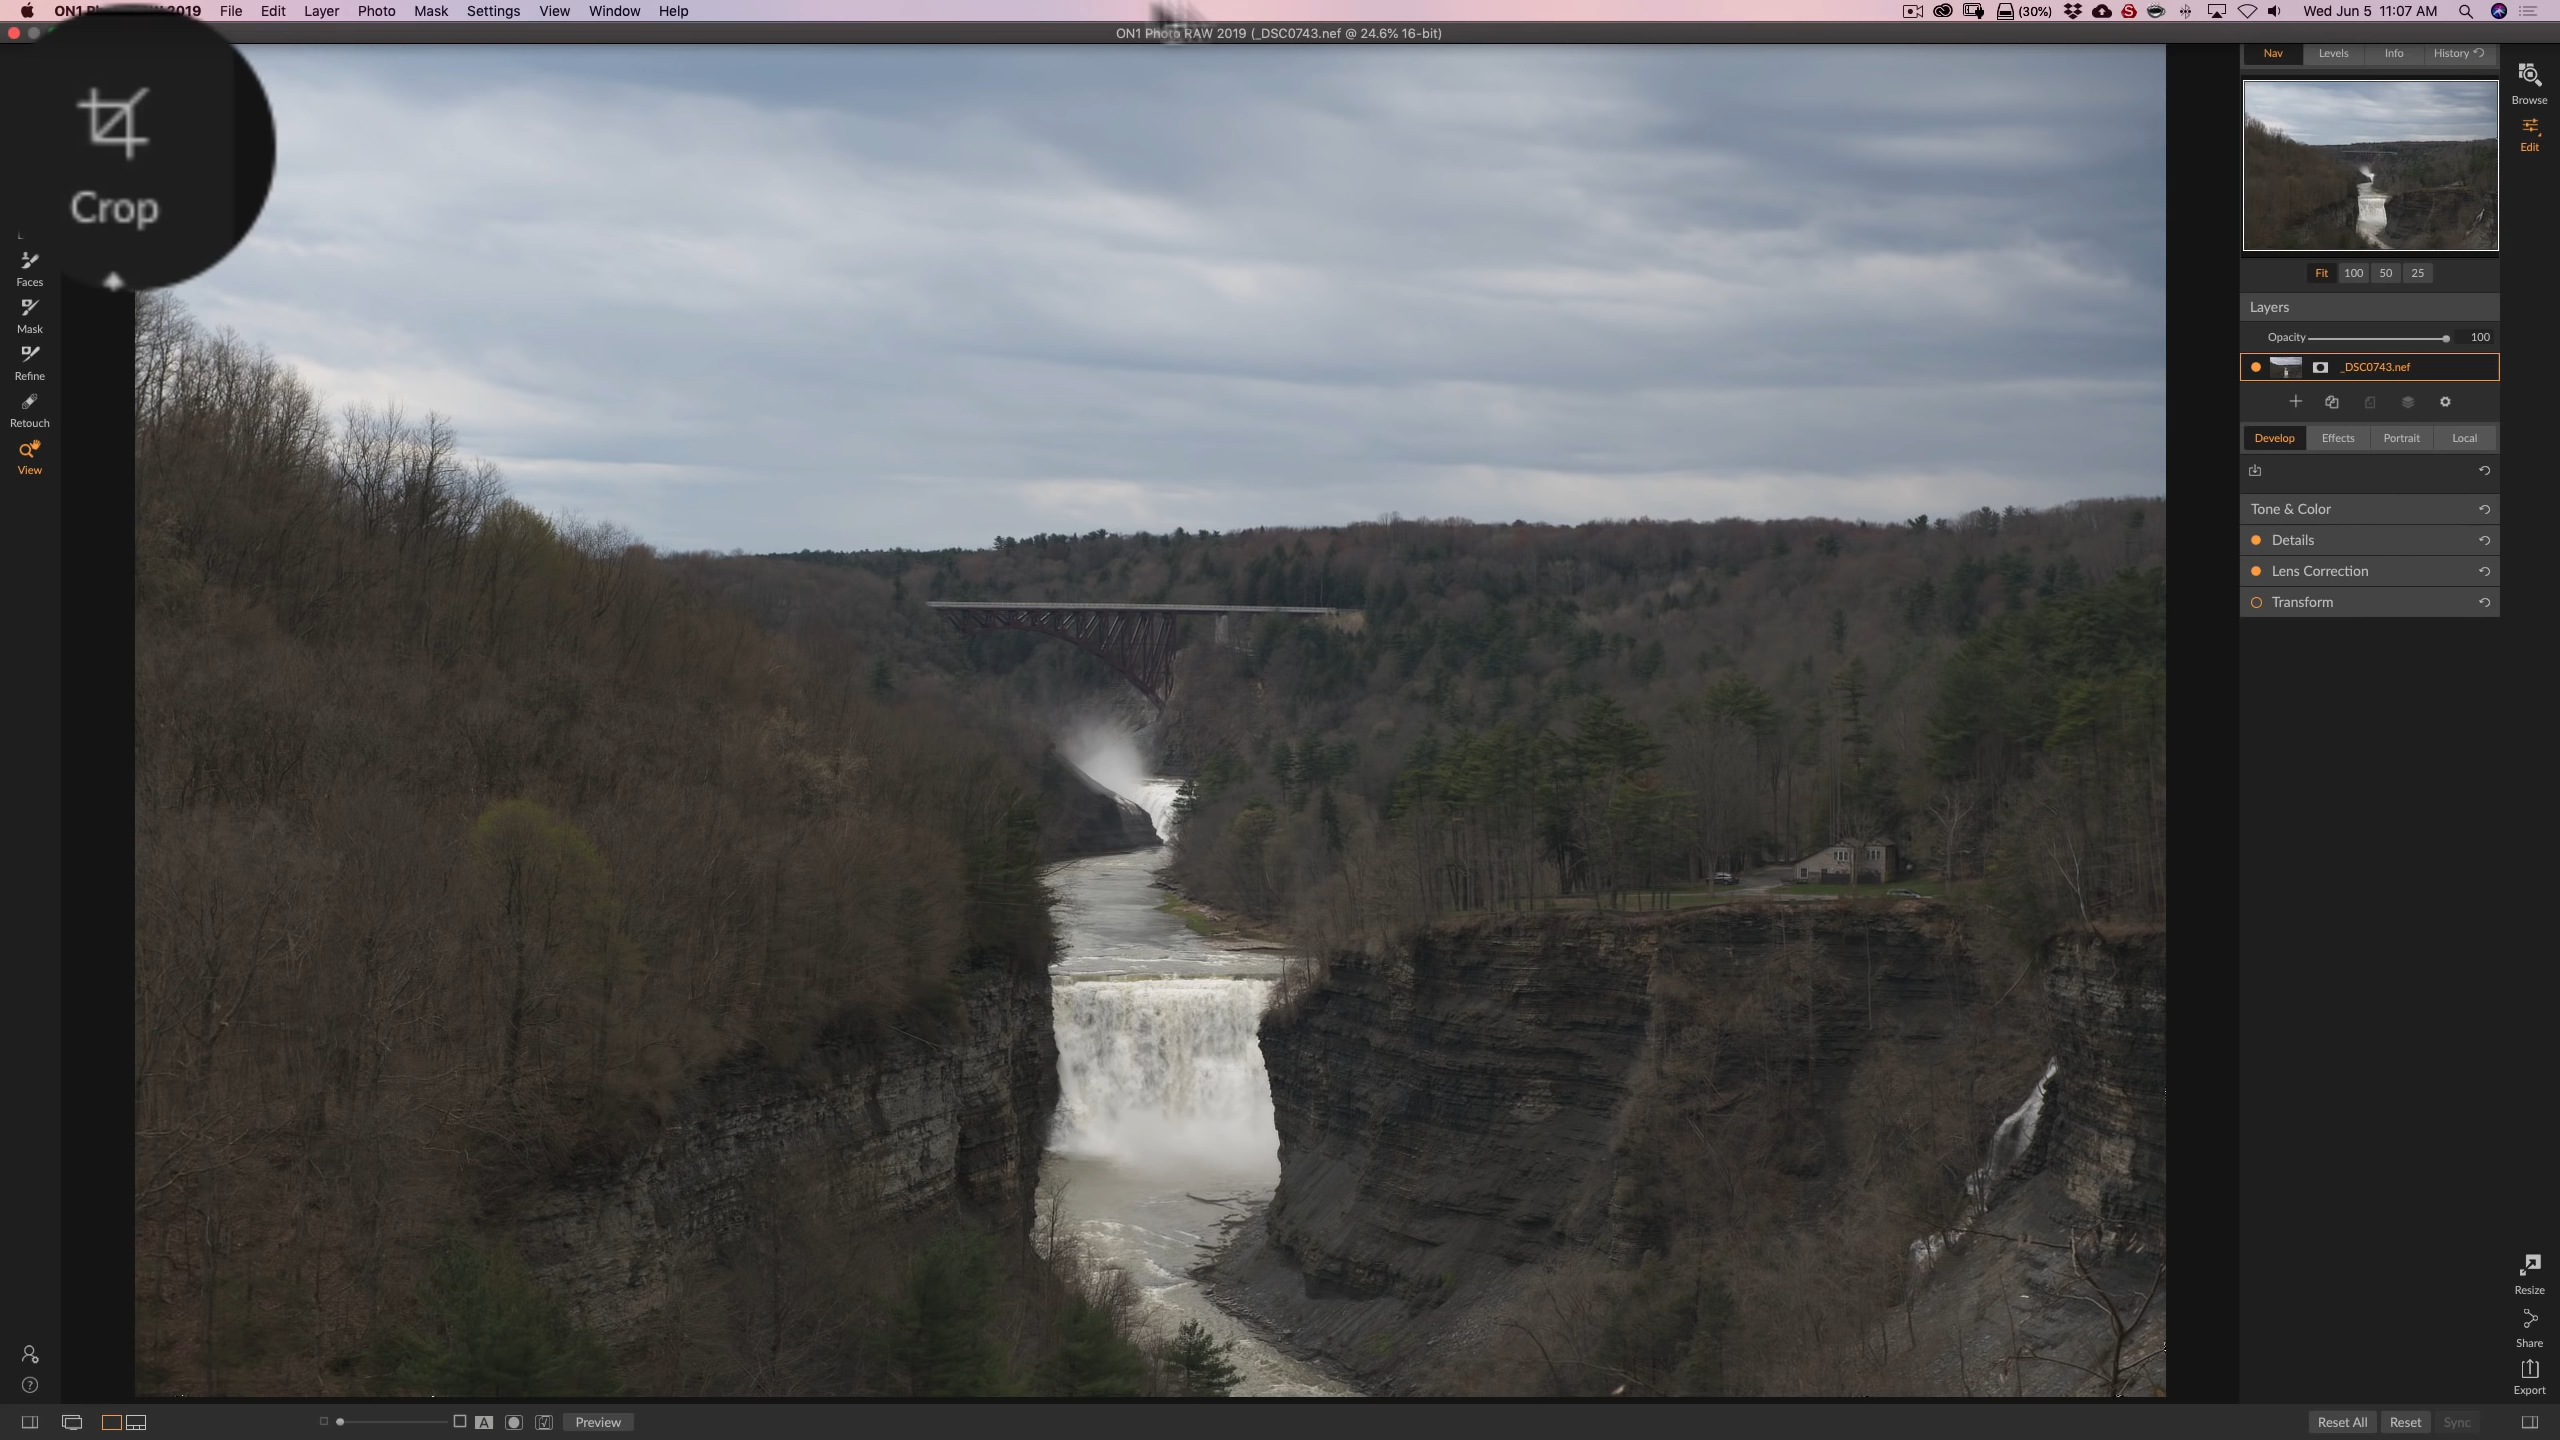 File Edit Layer Photo Mask Settings View Window Help
(30%) Wed Jun 5 11:07 AM
ON1 Photo RAW 2019 (_DSC0743.nef @ 24.6% 16-bit)
Crop
Faces
Mask
Refine
Retouch
View
Nav Levels Info History
Browse
Edit
Fit 100 50 25
Layers
Opacity 100
_DSC0743.nef
Develop Effects Portrait Local
Tone & Color
Details
Lens Correction
Transform
Resize
Share
Export
A Preview
Reset All Reset Sync